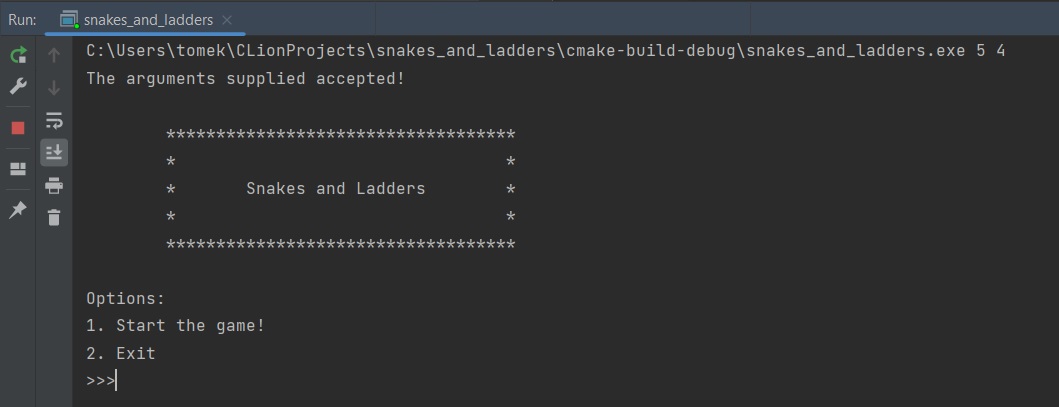 Run: snakes_and_ladders
C:\Users\tomek\CLionProjects\snakes_and_ladders\cmake-build-debug\snakes_and_ladders.exe 5 4
The arguments supplied accepted!
***********************************
*                                 *
*       Snakes and Ladders        *
*                                 *
***********************************
Options:
1. Start the game!
2. Exit
>>>